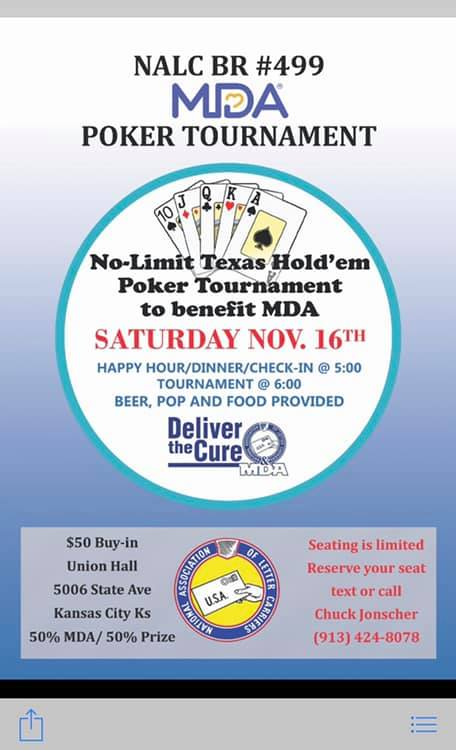 NALC BR #499
MDA®
POKER TOURNAMENT
10 J Q K A
No-Limit Texas Hold'em
Poker Tournament
to benefit MDA
SATURDAY NOV. 16TH
HAPPY HOUR/DINNER/CHECK-IN @ 5:00
TOURNAMENT @ 6:00
BEER, POP AND FOOD PROVIDED
Deliver
the Cure
& MDA
$50 Buy-in
Union Hall
5006 State Ave
Kansas City Ks
50% MDA/ 50% Prize
NATIONAL ASSOCIATION OF LETTER CARRIERS
U.S.A.
Seating is limited
Reserve your seat
text or call
Chuck Jonscher
(913) 424-8078